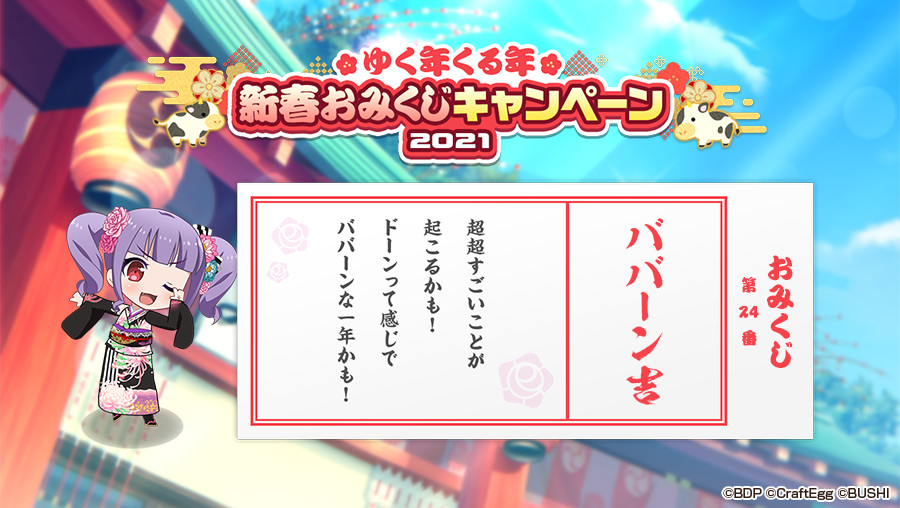 ゆく年くる年
新春おみくじキャンペーン
2021
おみくじ
第24番
ババーン吉
超超すごいことが
起こるかも！
ドーンって感じで
ババーンな一年かも！
©BDP ©CraftEgg ©BUSHI